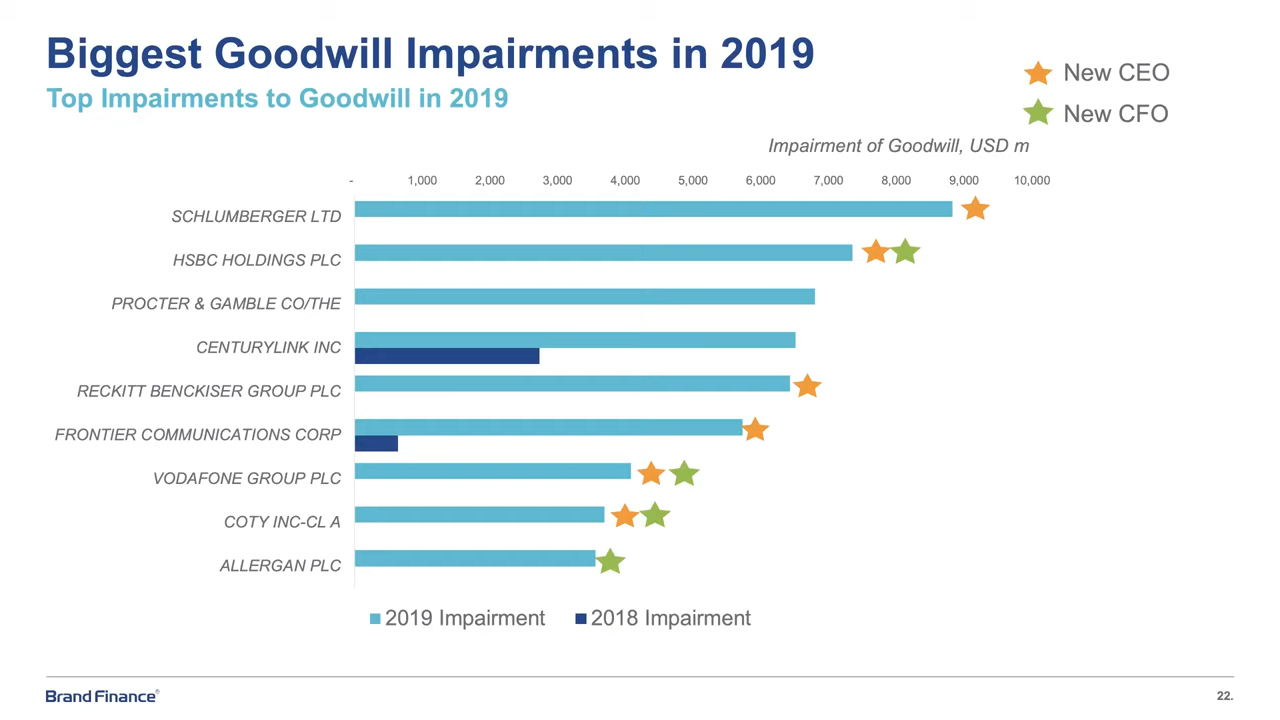 Biggest Goodwill Impairments in 2019
Top Impairments to Goodwill in 2019
New CEO
New CFO
Impairment of Goodwill, USD m
- 1,000 2,000 3,000 4,000 5,000 6,000 7,000 8,000 9,000 10,000
SCHLUMBERGER LTD
HSBC HOLDINGS PLC
PROCTER & GAMBLE CO/THE
CENTURYLINK INC
RECKITT BENCKISER GROUP PLC
FRONTIER COMMUNICATIONS CORP
VODAFONE GROUP PLC
COTY INC-CL A
ALLERGAN PLC
2019 Impairment 2018 Impairment
Brand Finance®
22.